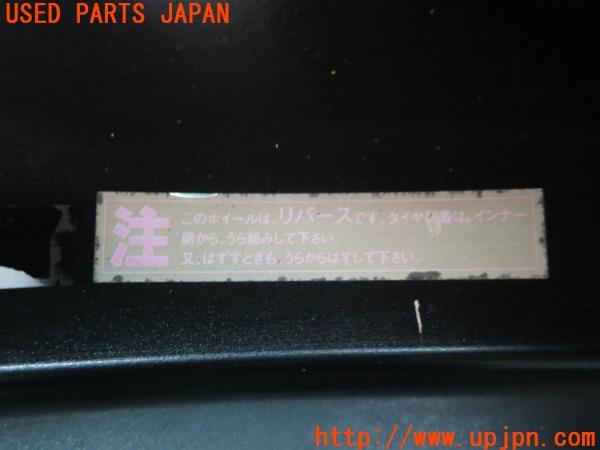 USED PARTS JAPAN
注
このホイールは、リバースです。タイヤ装着は、インナー
側から、うら組みして下さい。
又、はずすときも、うらからはずして下さい。
http://www.upjpn.com